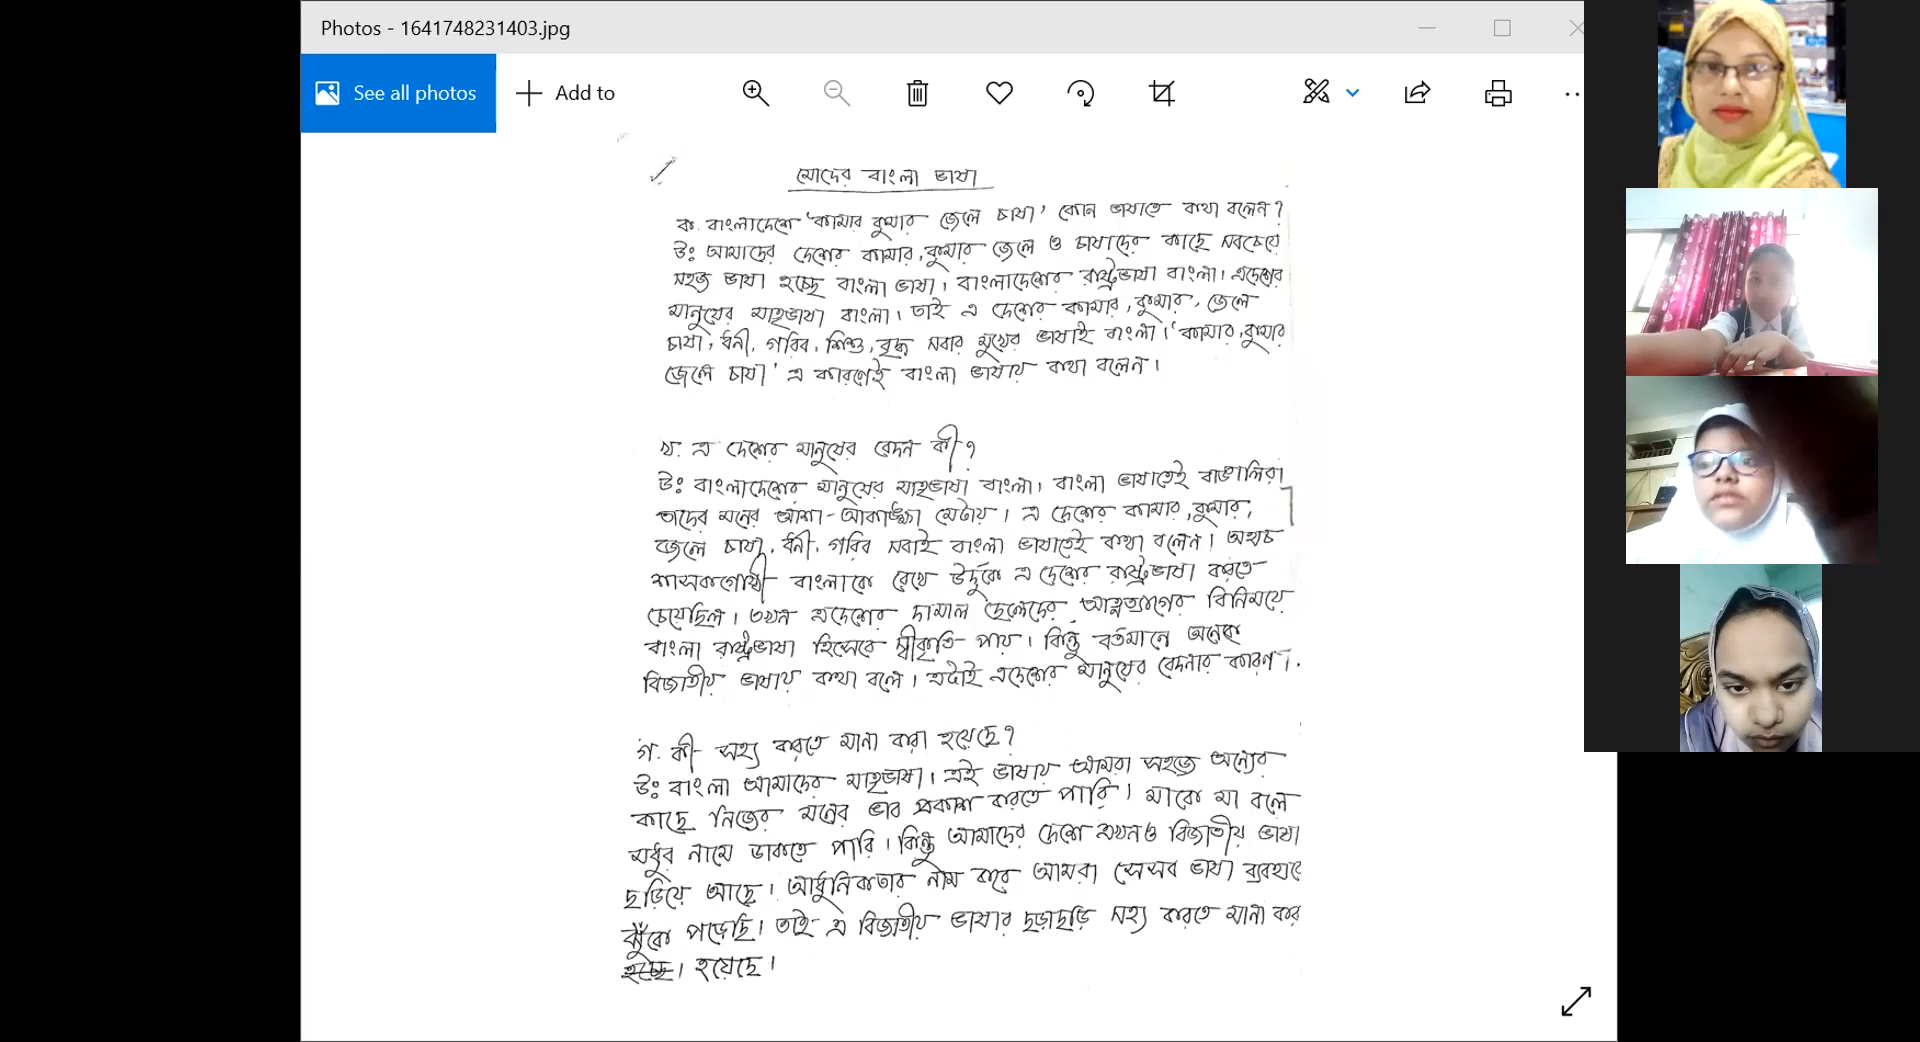 Photos - 1641748231403.jpg
See all photos
Add to
মোদের বাংলা ভাষা
ক. বাংলাদেশে 'কামার কুমার জেলে চাষা' কোন ভাষাতে কথা বলেন?
উঃ আমাদের দেশের কামার, কুমার জেলে ও চাষাদের কাছে সবচেয়ে
সহজ ভাষা হচ্ছে বাংলা ভাষা। বাংলাদেশের রাষ্ট্রভাষা বাংলা। এদেশের
মানুষের মাতৃভাষা বাংলা। তাই এ দেশের কামার, কুমার, জেলে
চাষা, ধনী, গরিব, শিশু, বৃদ্ধ সবার মুখের ভাষাই বাংলা। 'কামার, কুমার
জেলে চাষা' এ কারণেই বাংলা ভাষায় কথা বলেন।
খ. এ দেশের মানুষের বেদন কী?
উঃ বাংলাদেশের মানুষের মাতৃভাষা বাংলা। বাংলা ভাষাতেই বাঙালিরা
তাদের মনের আশা-আকাঙ্ক্ষা মেটায়। এ দেশের কামার, কুমার,
জেলে চাষা, ধনী, গরিব সবাই বাংলা ভাষাতেই কথা বলেন। অথচ
শাসকগোষ্ঠী বাংলাকে রেখে উর্দুকে এ দেশের রাষ্ট্রভাষা করতে
চেয়েছিল। তখন এদেশের দামাল ছেলেদের আত্মত্যাগের বিনিময়ে
বাংলা রাষ্ট্রভাষা হিসেবে স্বীকৃতি পায়। কিন্তু বর্তমানে অনেকে
বিজাতীয় ভাষায় কথা বলে। এটাই এদেশের মানুষের বেদনার কারণ।
গ. কী সহ্য করতে মানা করা হয়েছে?
উঃ বাংলা আমাদের মাতৃভাষা। এই ভাষায় আমরা সহজে অন্যের
কাছে নিজের মনের ভাব প্রকাশ করতে পারি। মাকে মা বলে
মধুর নামে ডাকতে পারি। কিন্তু আমাদের দেশে এখনও বিজাতীয় ভাষা
ছড়িয়ে আছে। আধুনিকতার নাম করে আমরা সেসব ভাষা ব্যবহারে
ঝুঁকে পড়েছি। তাই এ বিজাতীয় ভাষার ছড়াছড়ি সহ্য করতে মানা কর
হচ্ছে। হয়েছে।